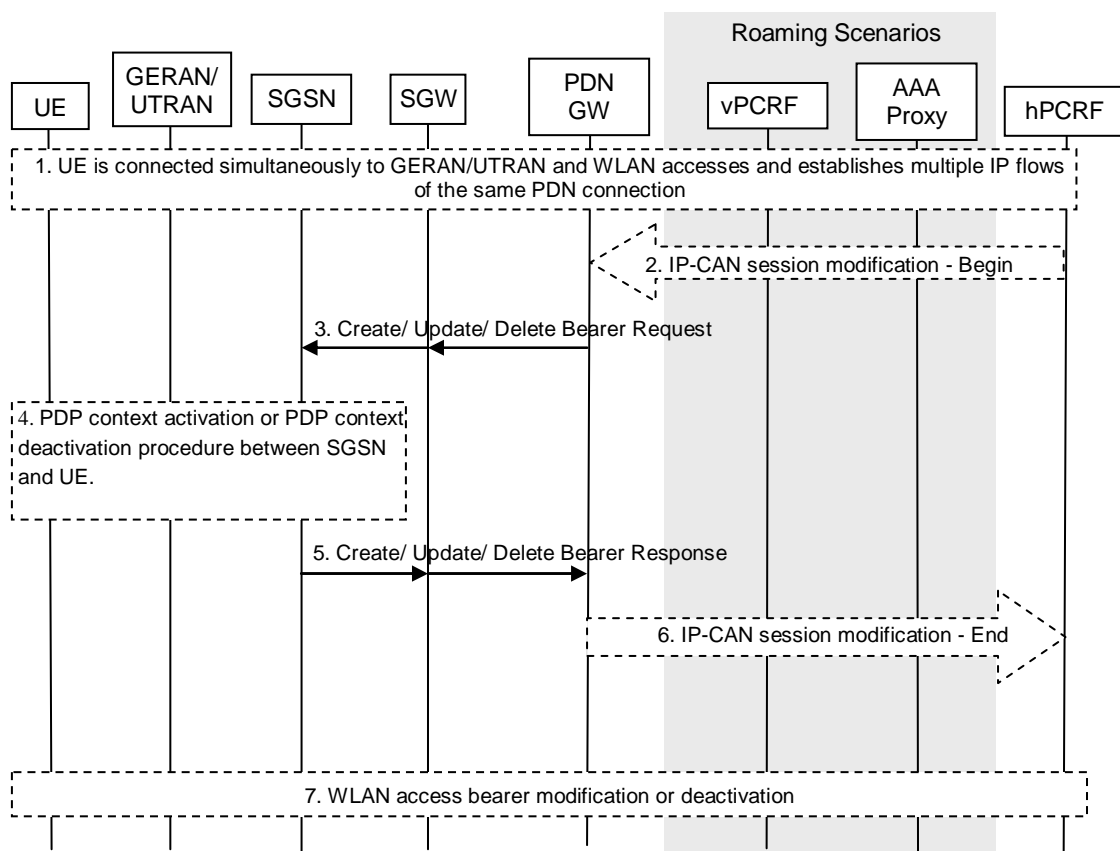 Roaming Scenarios
UE
GERAN/
UTRAN
SGSN
SGW
PDN
GW
vPCRF
AAA
Proxy
hPCRF
1. UE is connected simultaneously to GERAN/UTRAN and WLAN accesses and establishes multiple IP flows
of the same PDN connection
2. IP-CAN session modification - Begin
3. Create/ Update/ Delete Bearer Request
4. PDP context activation or PDP context
deactivation procedure between SGSN
and UE.
5. Create/ Update/ Delete Bearer Response
6. IP-CAN session modification - End
7. WLAN access bearer modification or deactivation